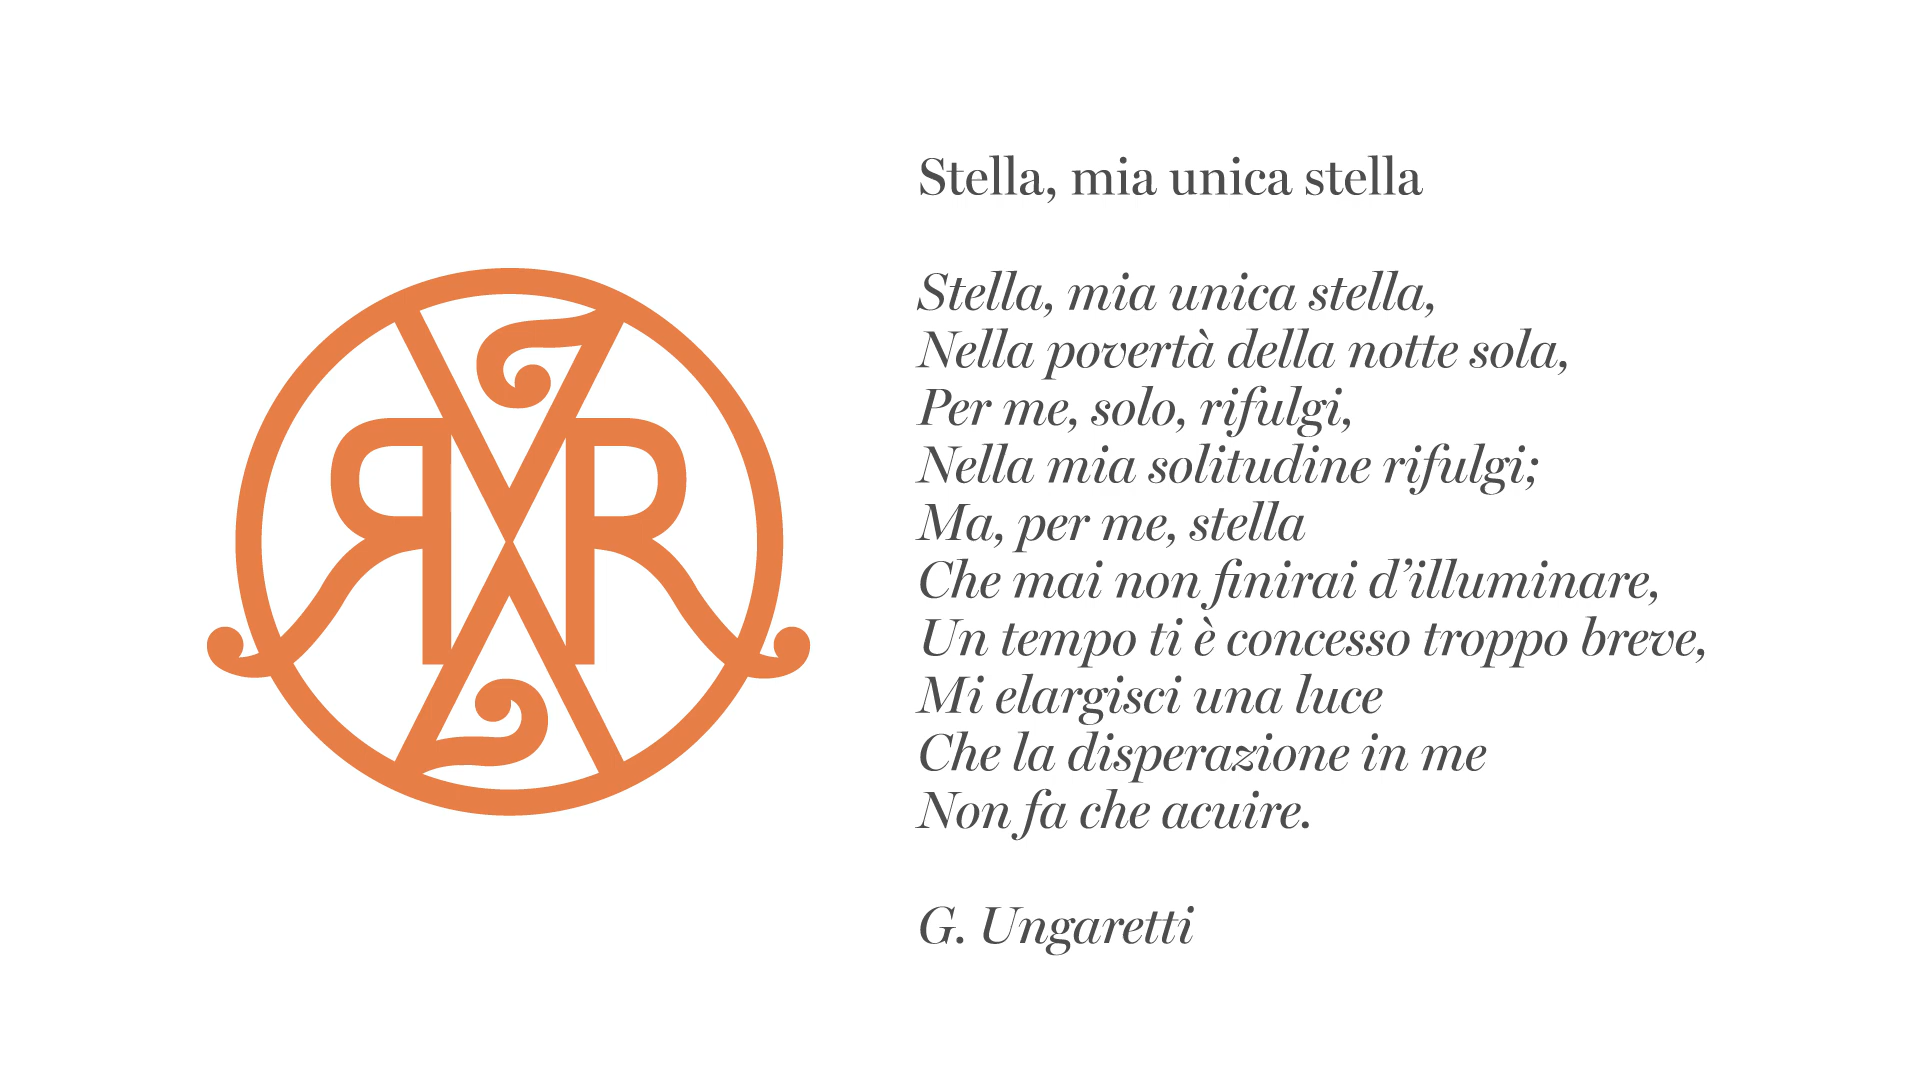 Stella, mia unica stella
Stella, mia unica stella,
Nella povertà della notte sola,
Per me, solo, rifulgi,
Nella mia solitudine rifulgi;
Ma, per me, stella
Che mai non finirai d’illuminare,
Un tempo ti è concesso troppo breve,
Mi elargisci una luce
Che la disperazione in me
Non fa che acuire.
G. Ungaretti